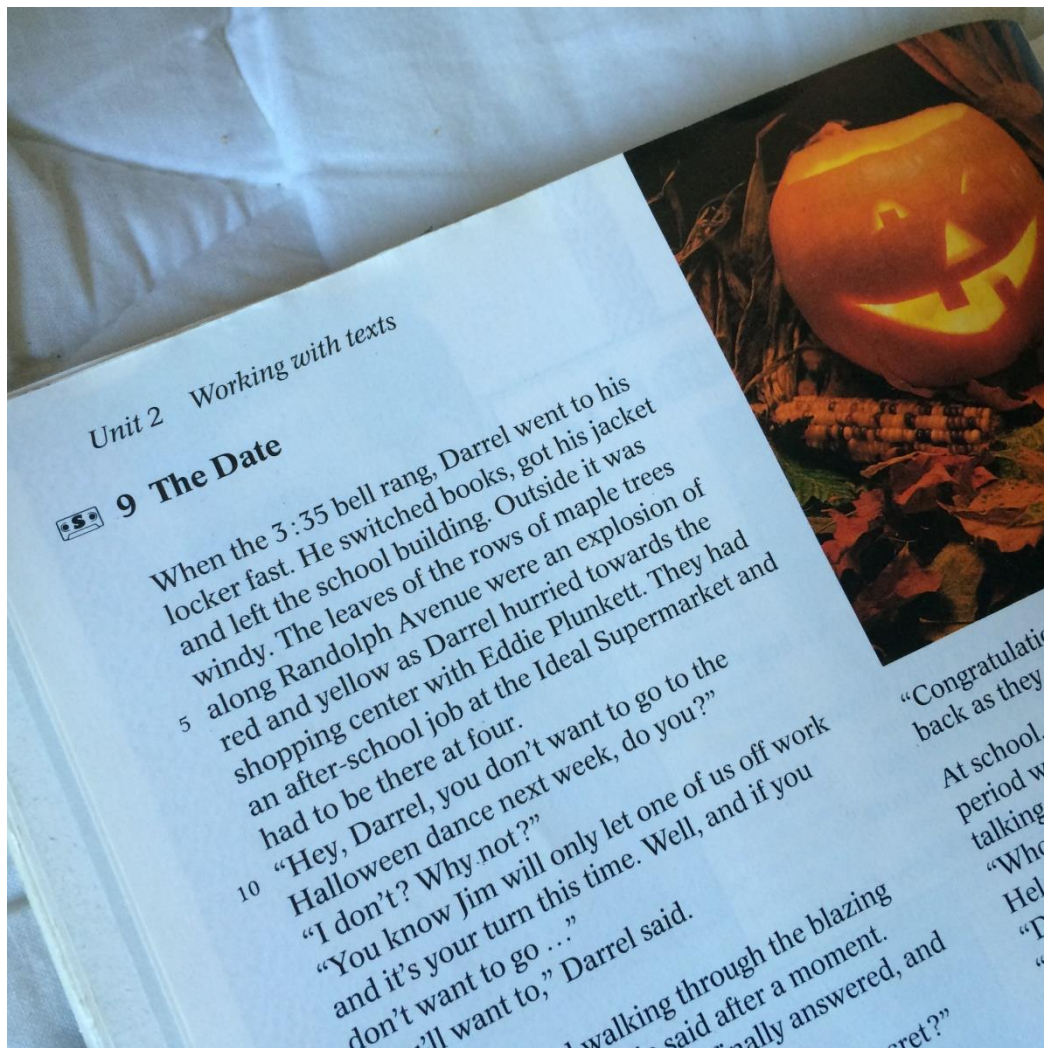 Unit 2 Working with texts
9 The Date
When the 3:35 bell rang, Darrel went to his
locker fast. He switched books, got his jacket
and left the school building. Outside it was
windy. The leaves of the rows of maple trees
5 along Randolph Avenue were an explosion of
red and yellow as Darrel hurried towards the
shopping center with Eddie Plunkett. They had
an after-school job at the Ideal Supermarket and
had to be there at four.
10 “Hey, Darrel, you don’t want to go to the
Halloween dance next week, do you?”
“I don’t? Why not?”
“You know Jim will only let one of us off work
and it’s your turn this time. Well, and if you
don’t want to go …”
want to,” Darrel said.
walking through the blazing
said after a moment.
answered, and
back as they
At school,
period
talking